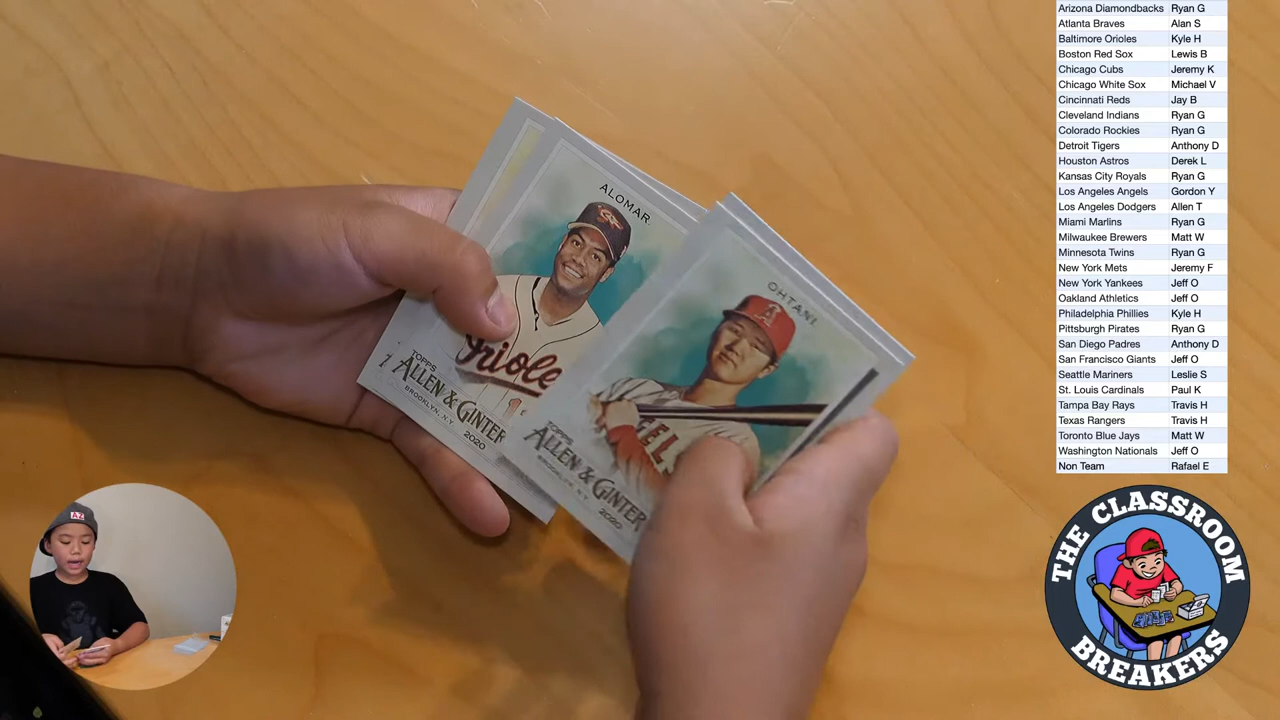 Arizona Diamondbacks Ryan G
Atlanta Braves Alan S
Baltimore Orioles Kyle H
Boston Red Sox Lewis B
Chicago Cubs Jeremy K
Chicago White Sox Michael V
Cincinnati Reds Jay B
Cleveland Indians Ryan G
Colorado Rockies Ryan G
Detroit Tigers Anthony D
Houston Astros Derek L
Kansas City Royals Ryan G
Los Angeles Angels Gordon Y
Los Angeles Dodgers Allen T
Miami Marlins Ryan G
Milwaukee Brewers Matt W
Minnesota Twins Ryan G
New York Mets Jeremy F
New York Yankees Jeff O
Oakland Athletics Jeff O
Philadelphia Phillies Kyle H
Pittsburgh Pirates Ryan G
San Diego Padres Anthony D
San Francisco Giants Jeff O
Seattle Mariners Leslie S
St. Louis Cardinals Paul K
Tampa Bay Rays Travis H
Texas Rangers Travis H
Toronto Blue Jays Matt W
Washington Nationals Jeff O
Non Team Rafael E
ALOMAR
Oriole
TOPPS
ALLEN & GINTER
BROOKLYN, N.Y. 2020
OHTANI
A
GEL
TOPPS
ALLEN & GINTER
2020
AZ
THE CLASSROOM
BREAKERS